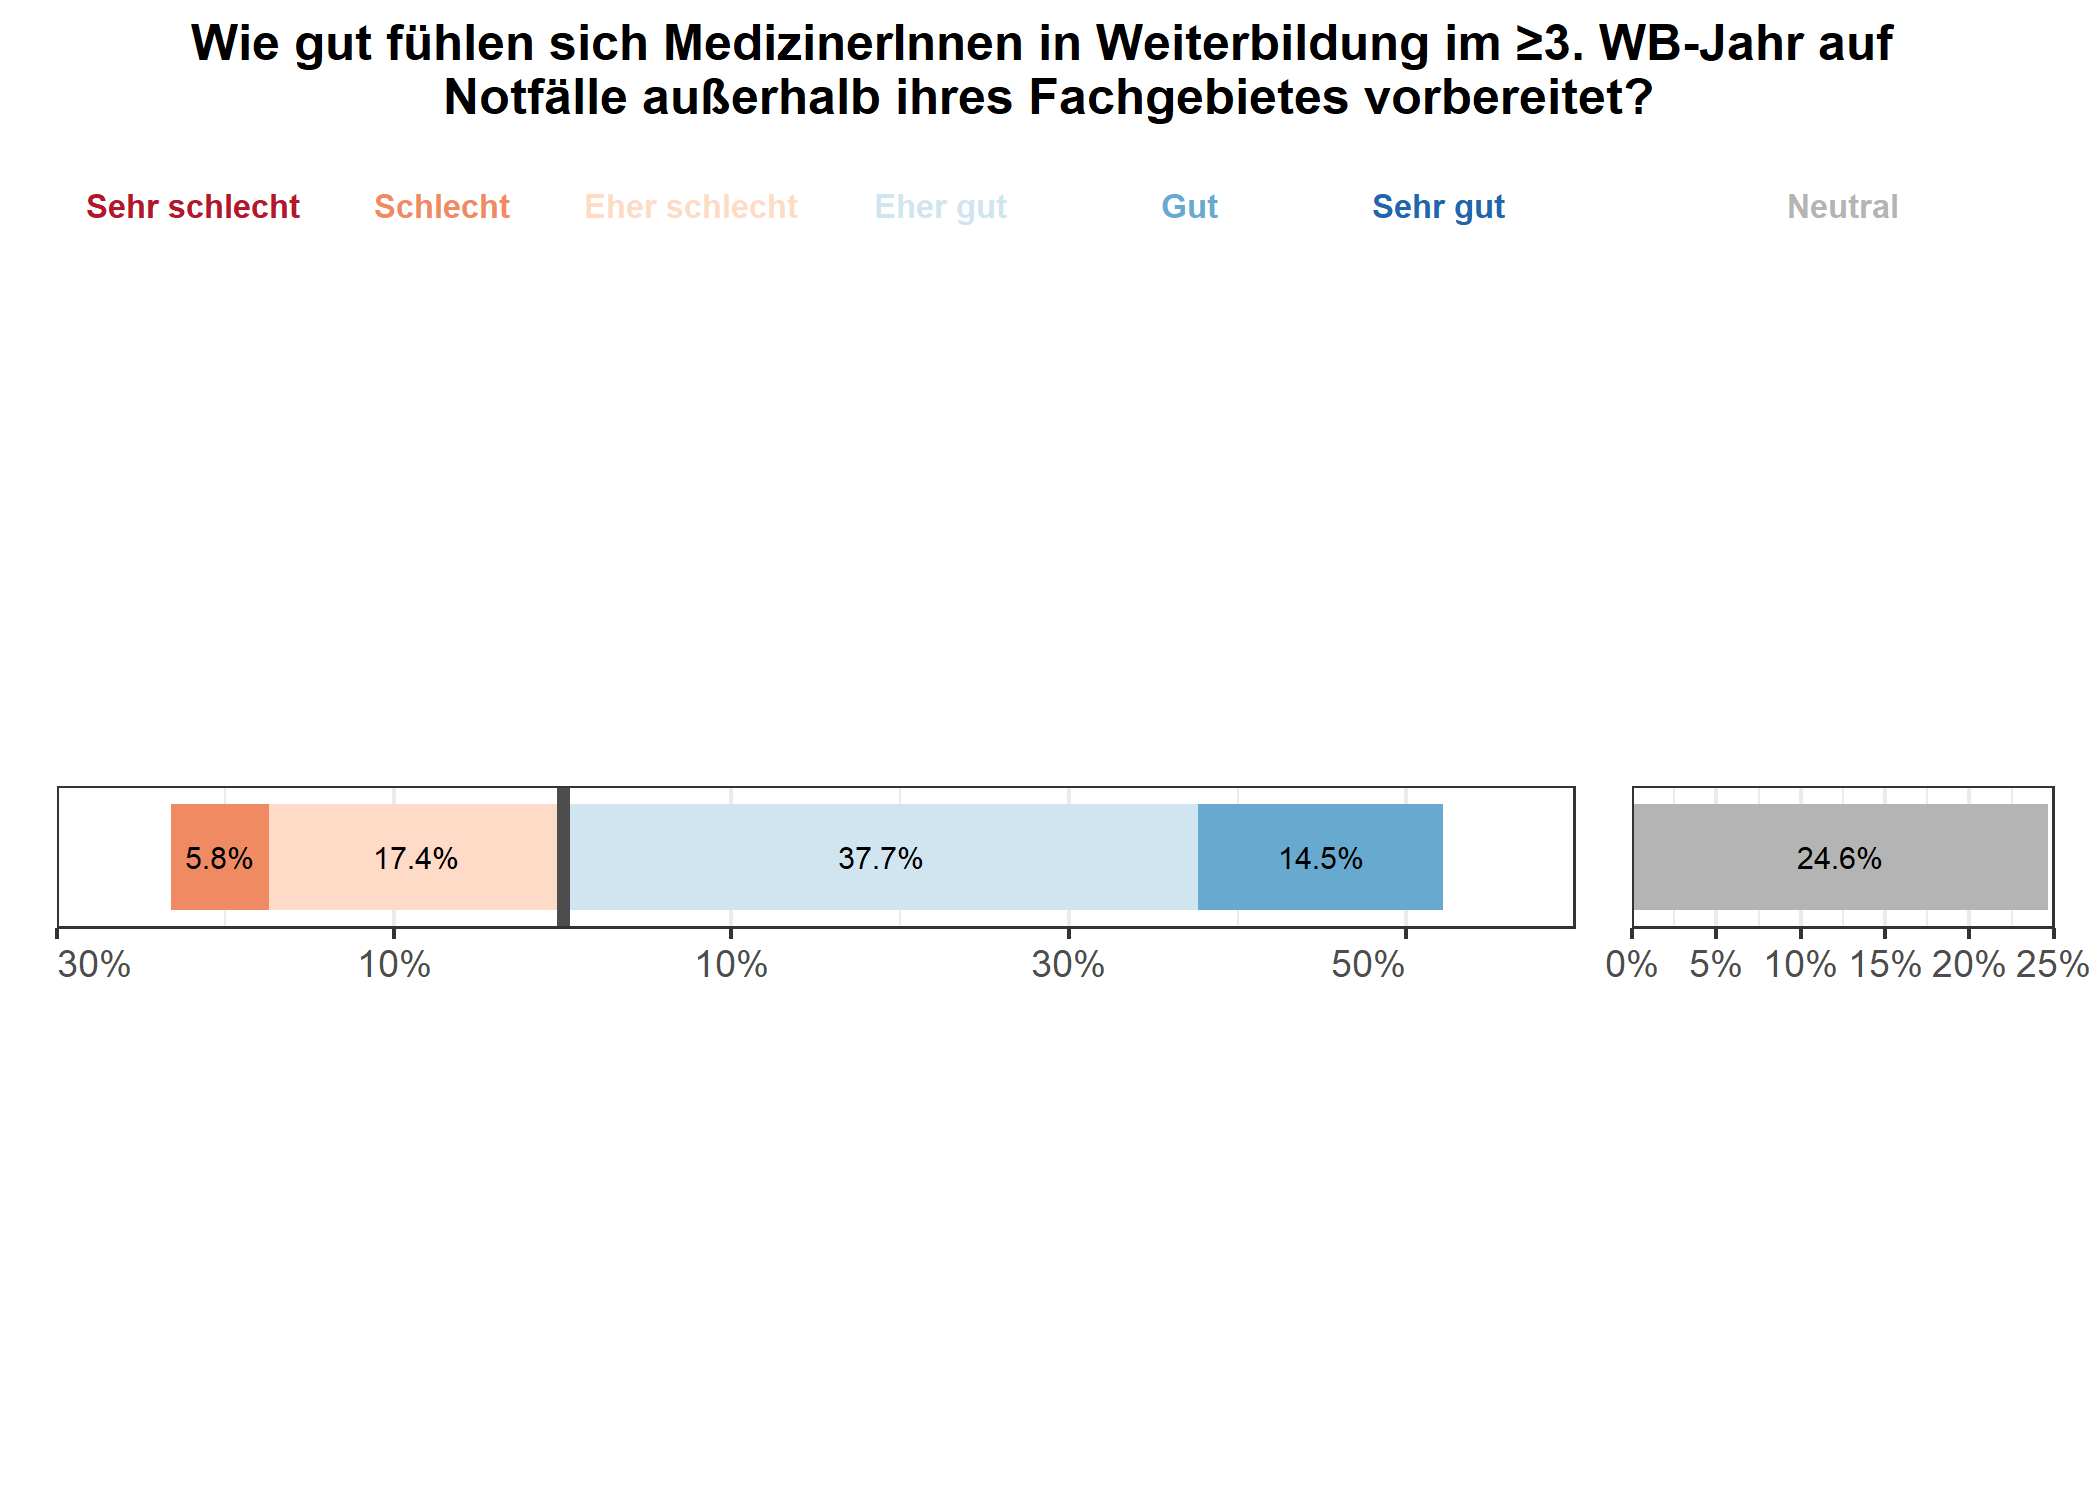 Wie gut fühlen sich MedizinerInnen in Weiterbildung im ≥3. WB-Jahr auf
Notfälle außerhalb ihres Fachgebietes vorbereitet?
Sehr schlecht Schlecht Eher schlecht Eher gut Gut Sehr gut Neutral
5.8% 17.4% 37.7% 14.5% 24.6%
30% 10% 10% 30% 50% 0% 5% 10% 15% 20% 25%